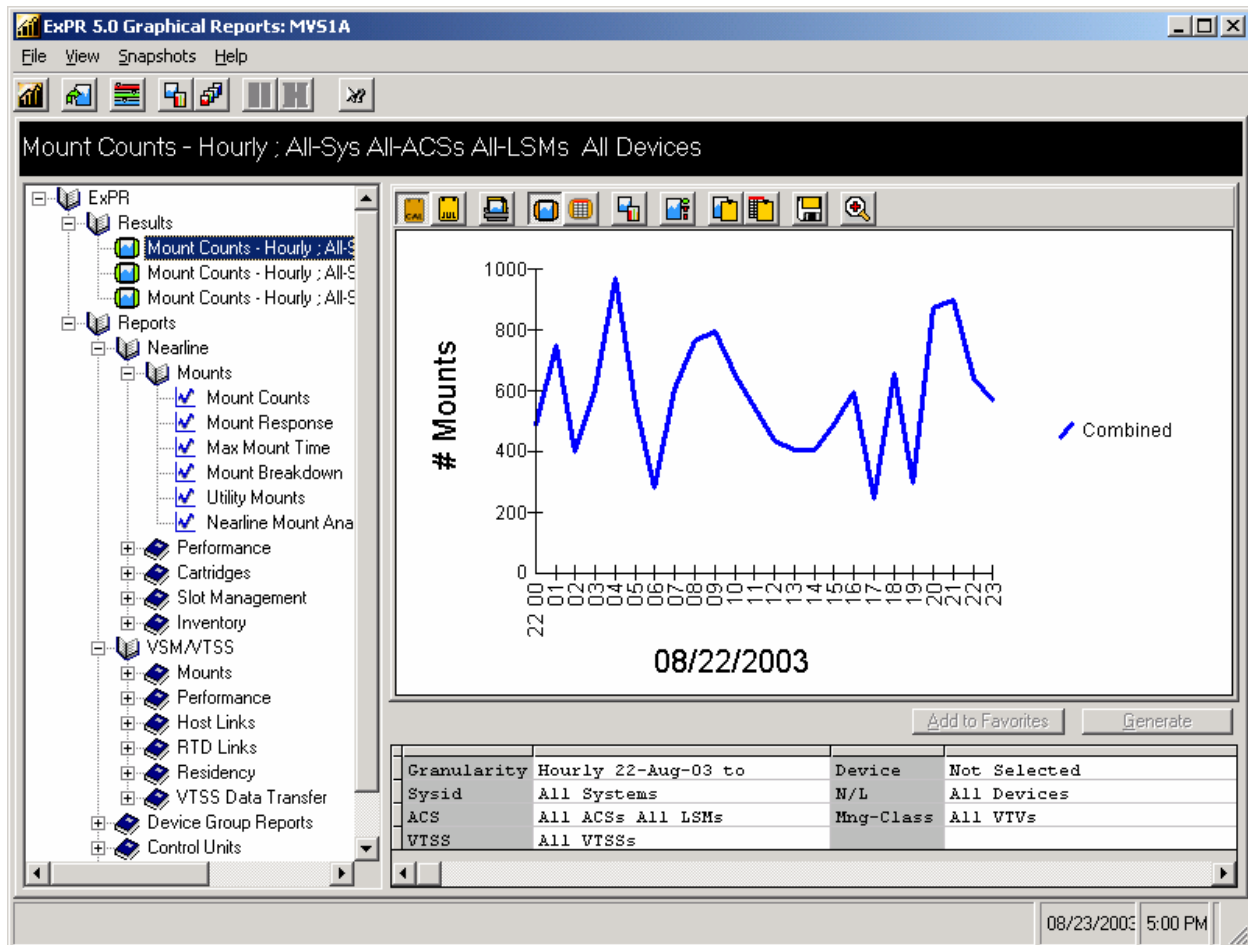 ExPR 5.0 Graphical Reports: MVS1A
File View Snapshots Help
Mount Counts - Hourly ; All-Sys All-ACSs All-LSMs All Devices
ExPR
Results
Mount Counts - Hourly ; All-S
Mount Counts - Hourly ; All-S
Mount Counts - Hourly ; All-S
Reports
Nearline
Mounts
Mount Counts
Mount Response
Max Mount Time
Mount Breakdown
Utility Mounts
Nearline Mount Ana
Performance
Cartridges
Slot Management
Inventory
VSM/VTSS
Mounts
Performance
Host Links
RTD Links
Residency
VTSS Data Transfer
Device Group Reports
Control Units
CAL JUL
# Mounts
1000
800
600
400
200
0
22 00 01 02 03 04 05 06 07 08 09 10 11 12 13 14 15 16 17 18 19 20 21 22 23
08/22/2003
Combined
Add to Favorites Generate
Granularity Hourly 22-Aug-03 to Device Not Selected
Sysid All Systems N/L All Devices
ACS All ACSs All LSMs Mng-Class All VTVs
VTSS All VTSSs
08/23/2003 5:00 PM